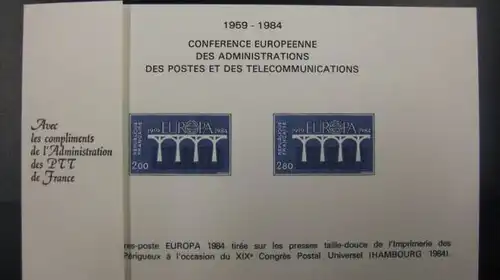 1959 - 1984
CONFERENCE EUROPEENNE
DES ADMINISTRATIONS
DES POSTES ET DES TELECOMMUNICATIONS
Avec
les compliments
de l'Administration
des PTT
de France
1959 EUROPA 1984
REPUBLIQUE FRANÇAISE
2,00
1959 EUROPA 1984
REPUBLIQUE FRANÇAISE
2,80
res-poste EUROPA 1984 tirée sur les presses taille-douce de l'Imprimerie des
Périgueux à l'occasion du XIXe Congrès Postal Universel (HAMBOURG 1984).